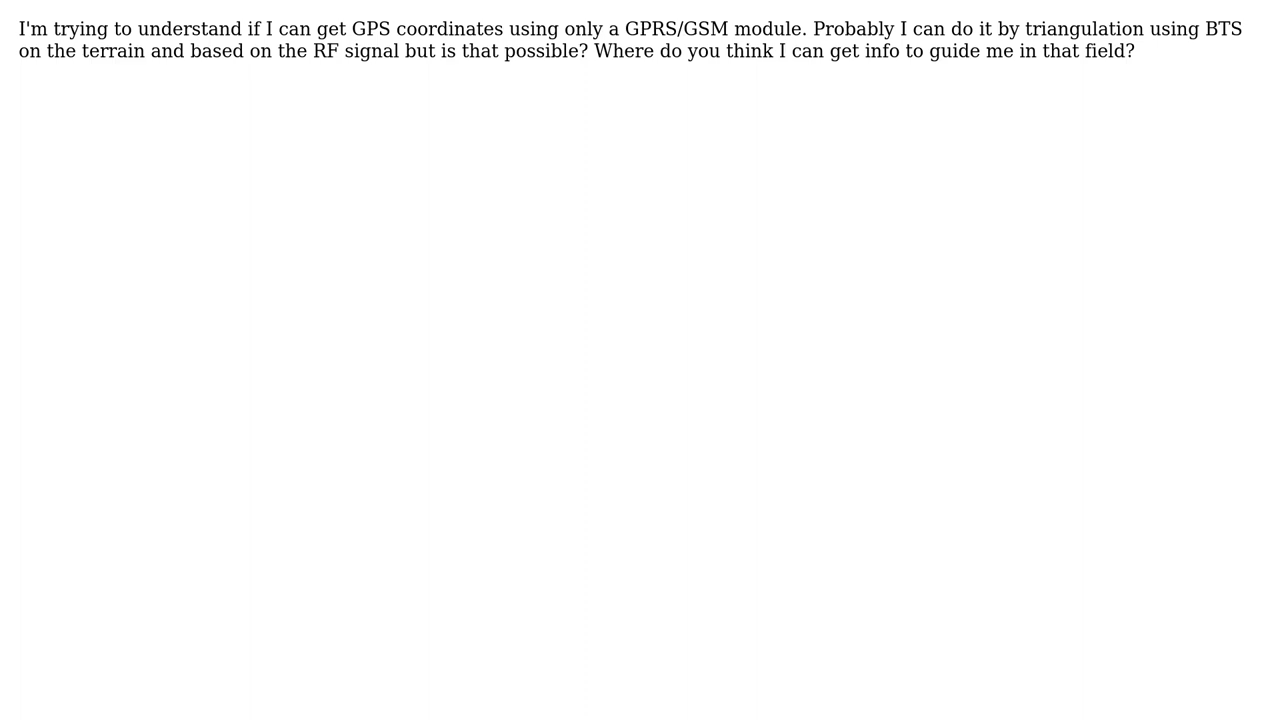 I'm trying to understand if I can get GPS coordinates using only a GPRS/GSM module. Probably I can do it by triangulation using BTS
on the terrain and based on the RF signal but is that possible? Where do you think I can get info to guide me in that field?